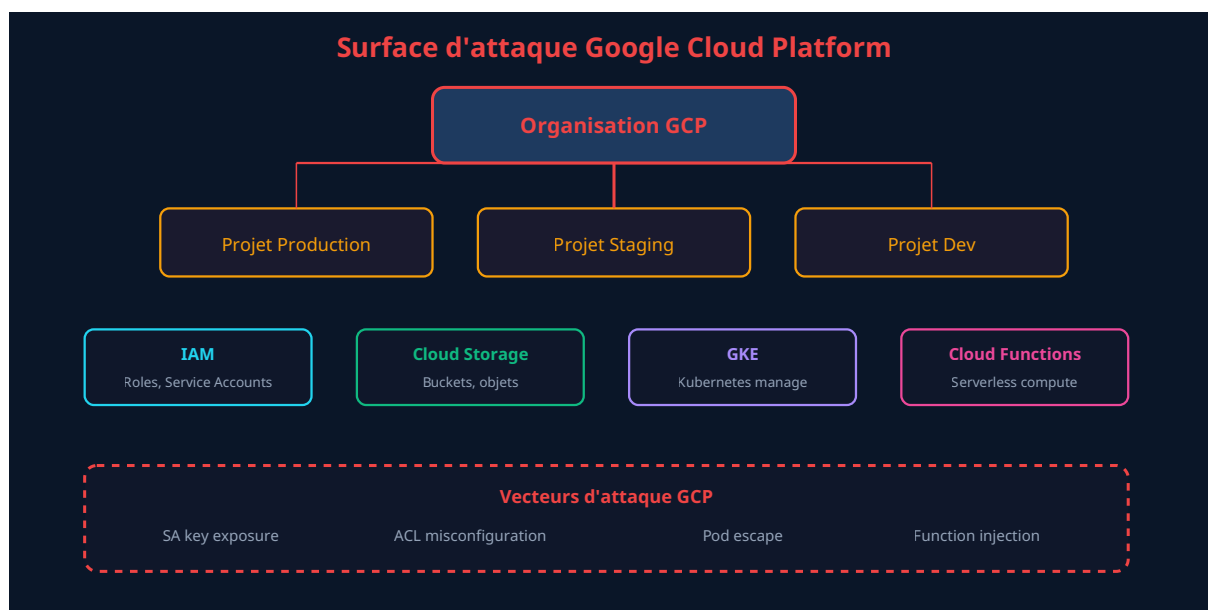 Surface d'attaque Google Cloud Platform
Organisation GCP
Projet Production
Projet Staging
Projet Dev
IAM
Roles, Service Accounts
Cloud Storage
Buckets, objets
GKE
Kubernetes manage
Cloud Functions
Serverless compute
Vecteurs d'attaque GCP
SA key exposure
ACL misconfiguration
Pod escape
Function injection